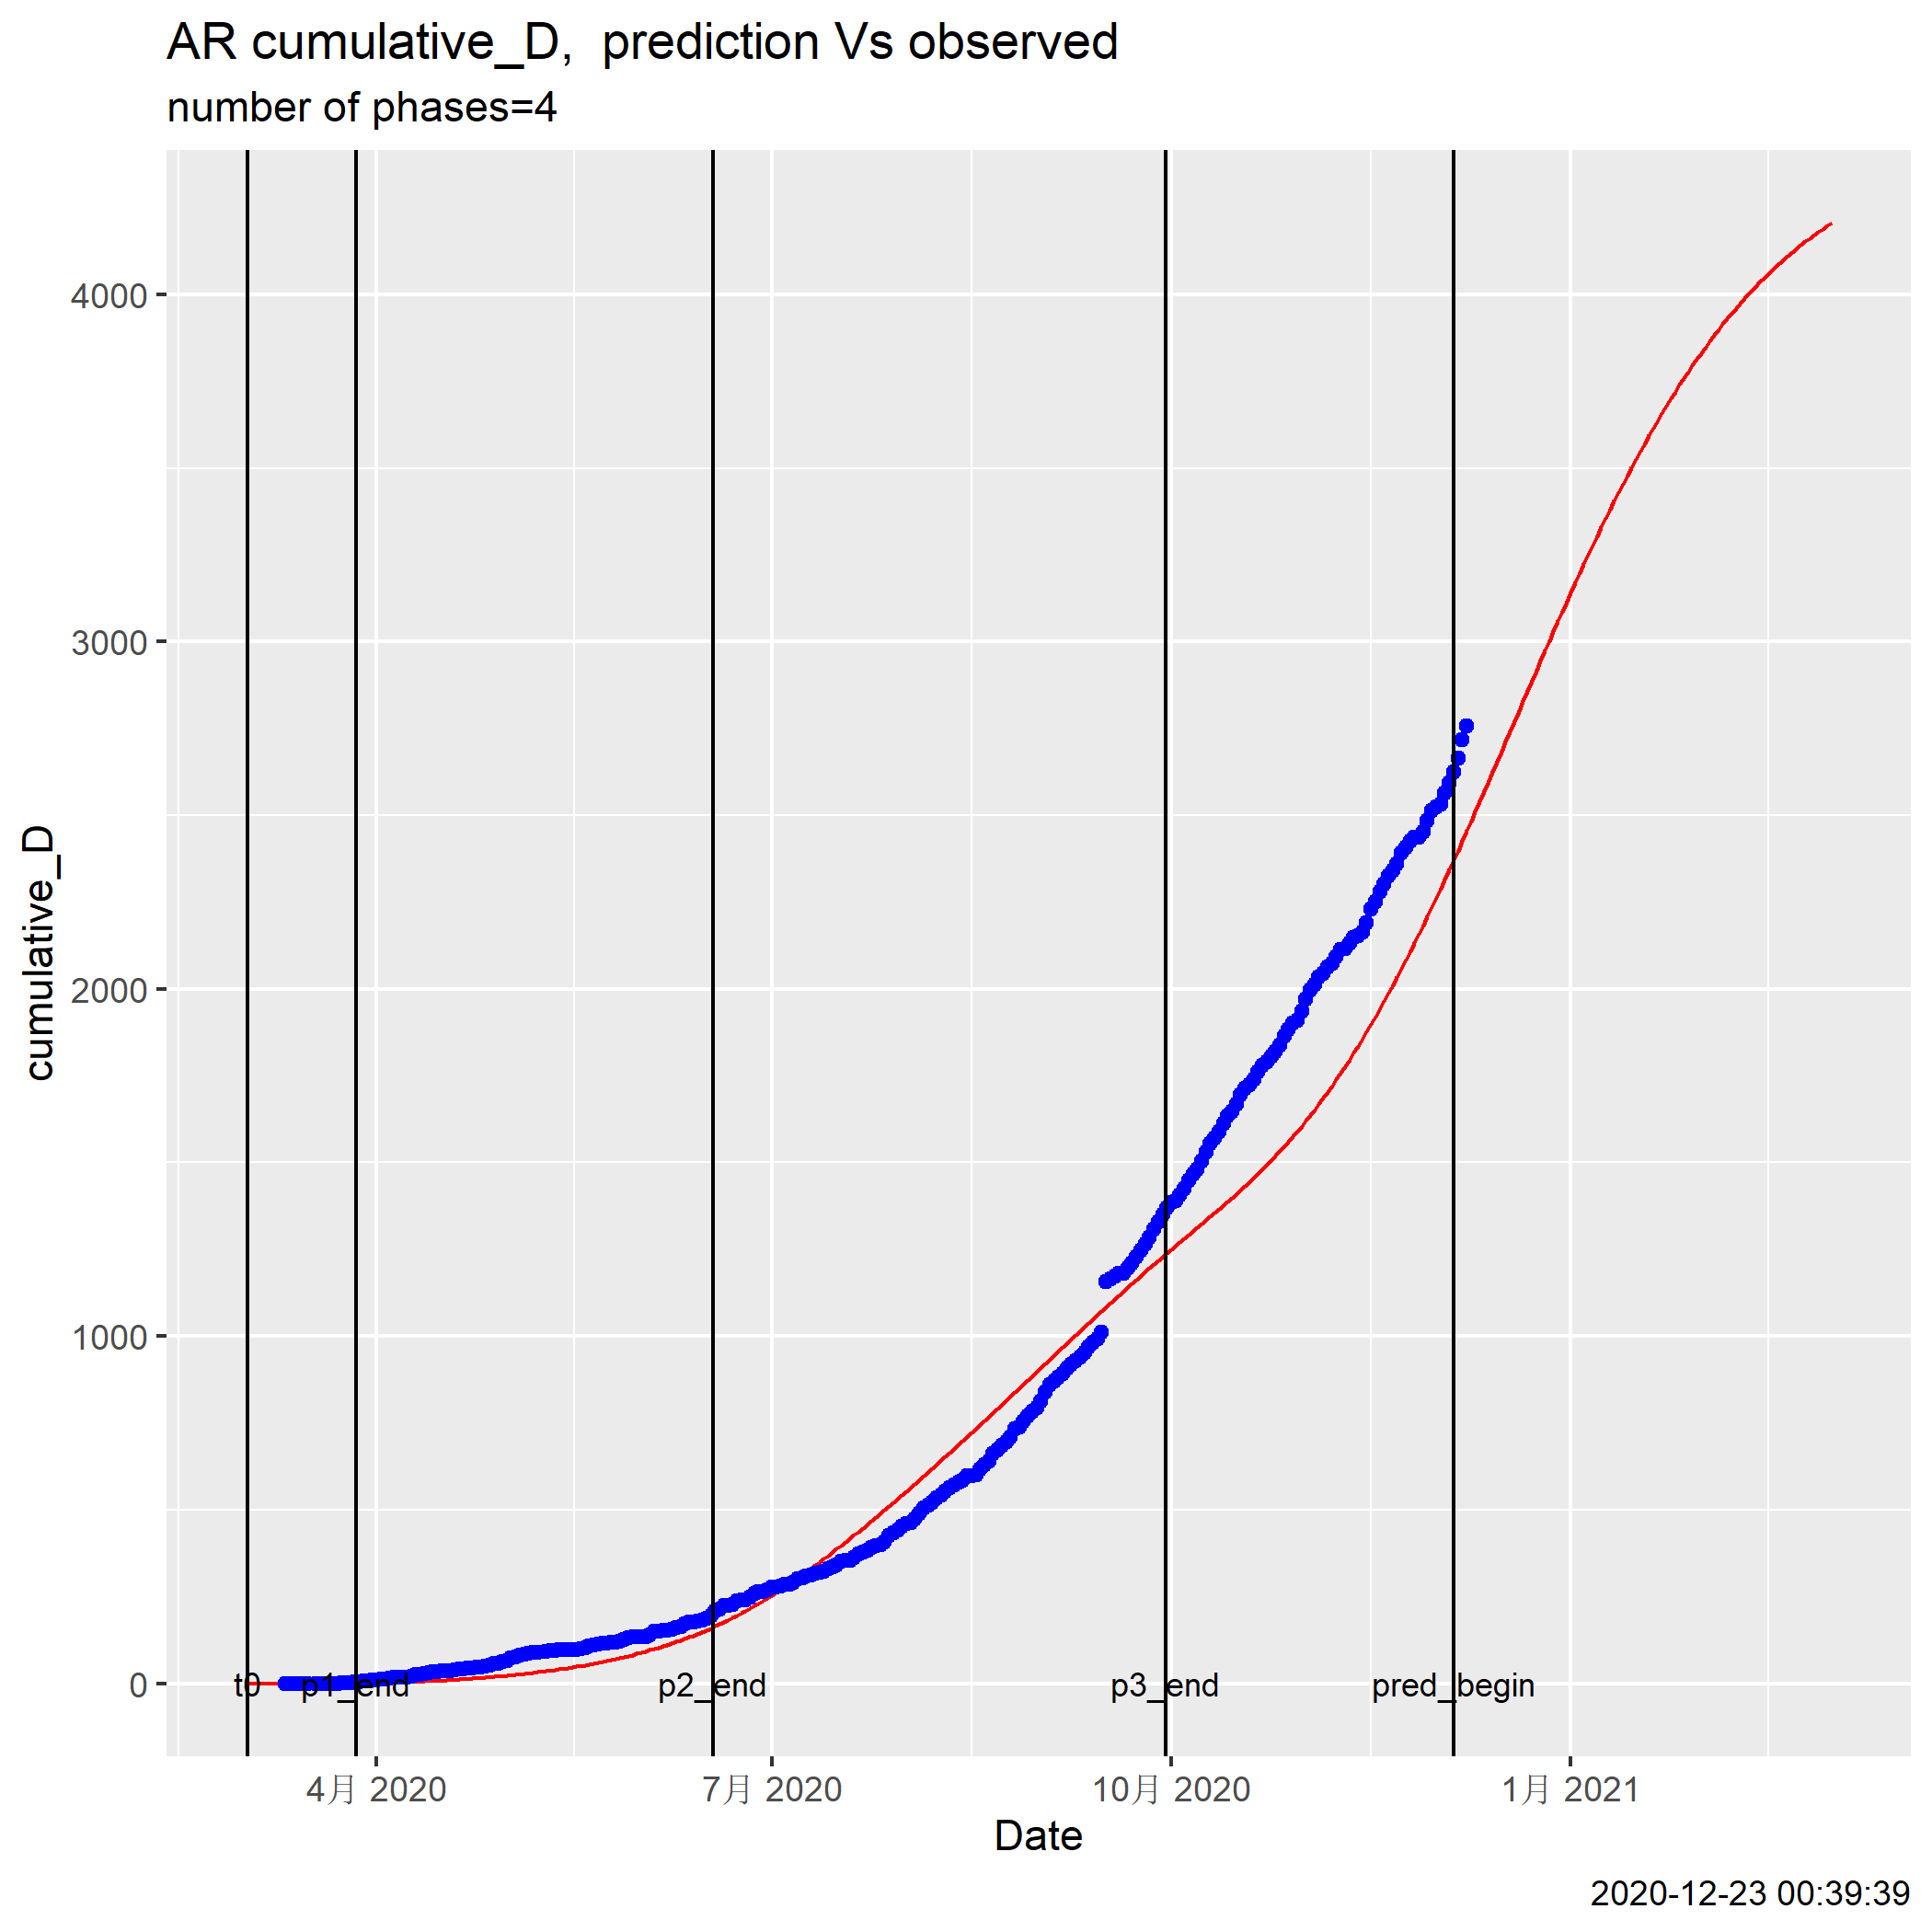 AR cumulative_D,  prediction Vs observed
number of phases=4
cumulative_D
4000
3000
2000
1000
0
t0
p1_end
p2_end
p3_end
pred_begin
4月 2020
7月 2020
10月 2020
1月 2021
Date
2020-12-23 00:39:39